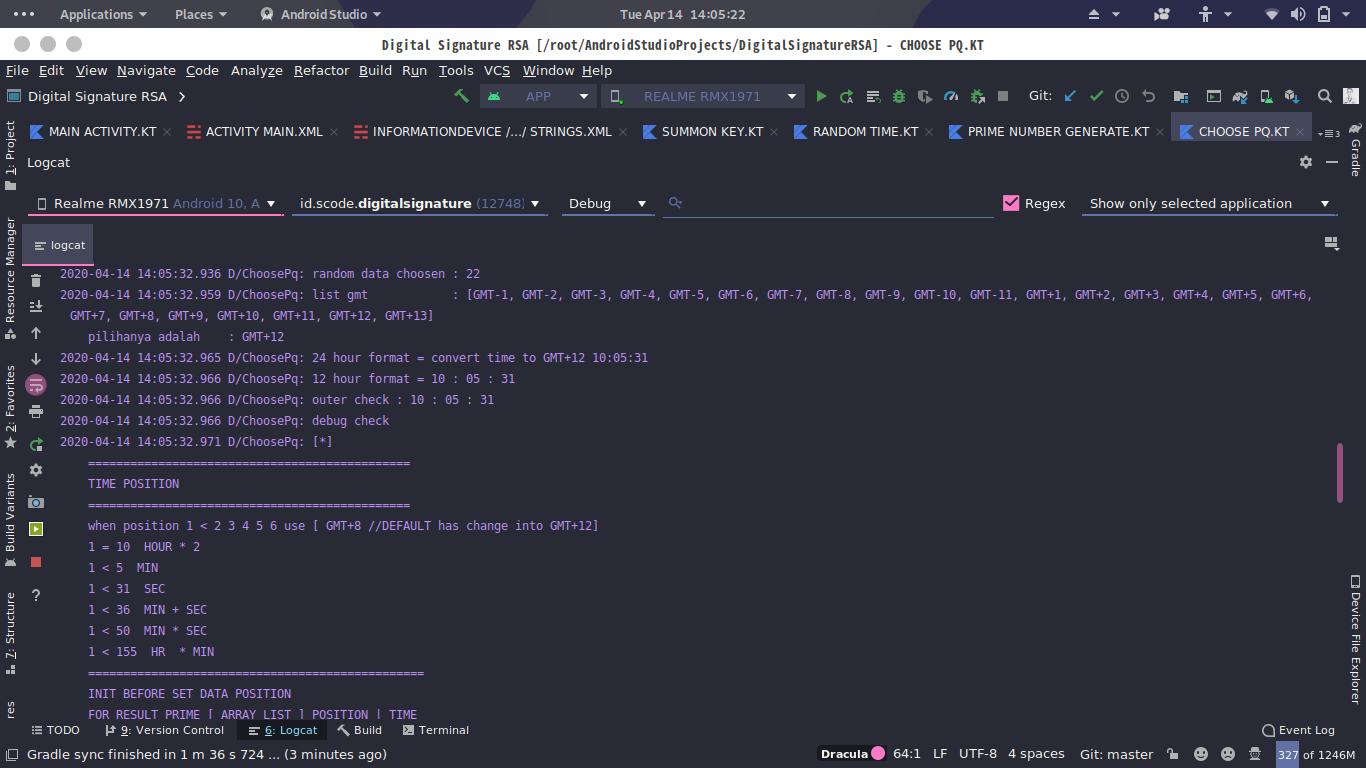 Applications Places Android Studio Tue Apr 14 14:05:22
Digital Signature RSA [/root/AndroidStudioProjects/DigitalSignatureRSA] - CHOOSE PQ.KT
File Edit View Navigate Code Analyze Refactor Build Run Tools VCS Window Help
Digital Signature RSA APP REALME RMX1971 Git:
MAIN ACTIVITY.KT ACTIVITY MAIN.XML INFORMATIONDEVICE /.../ STRINGS.XML SUMMON KEY.KT RANDOM TIME.KT PRIME NUMBER GENERATE.KT CHOOSE PQ.KT 3
Logcat
Realme RMX1971 Android 10, A id.scode.digitalsignature (12748) Debug Regex Show only selected application
logcat
2020-04-14 14:05:32.936 D/ChoosePq: random data choosen : 22
2020-04-14 14:05:32.959 D/ChoosePq: list gmt : [GMT-1, GMT-2, GMT-3, GMT-4, GMT-5, GMT-6, GMT-7, GMT-8, GMT-9, GMT-10, GMT-11, GMT+1, GMT+2, GMT+3, GMT+4, GMT+5, GMT+6,
GMT+7, GMT+8, GMT+9, GMT+10, GMT+11, GMT+12, GMT+13]
pilihanya adalah : GMT+12
2020-04-14 14:05:32.965 D/ChoosePq: 24 hour format = convert time to GMT+12 10:05:31
2020-04-14 14:05:32.966 D/ChoosePq: 12 hour format = 10 : 05 : 31
2020-04-14 14:05:32.966 D/ChoosePq: outer check : 10 : 05 : 31
2020-04-14 14:05:32.966 D/ChoosePq: debug check
2020-04-14 14:05:32.971 D/ChoosePq: [*]
==============================================
TIME POSITION
==============================================
when position 1 < 2 3 4 5 6 use [ GMT+8 //DEFAULT has change into GMT+12]
1 = 10 HOUR * 2
1 < 5 MIN
1 < 31 SEC
1 < 36 MIN + SEC
1 < 50 MIN * SEC
1 < 155 HR * MIN
================================================
INIT BEFORE SET DATA POSITION
FOR RESULT PRIME [ ARRAY LIST ] POSITION | TIME
1: Project
Resource Manager
2: Favorites
Build Variants
7: Structure
res
Gradle
Device File Explorer
TODO 9: Version Control 6: Logcat Build Terminal Event Log
Gradle sync finished in 1 m 36 s 724 ... (3 minutes ago) Dracula 64:1 LF UTF-8 4 spaces Git: master 327 of 1246M